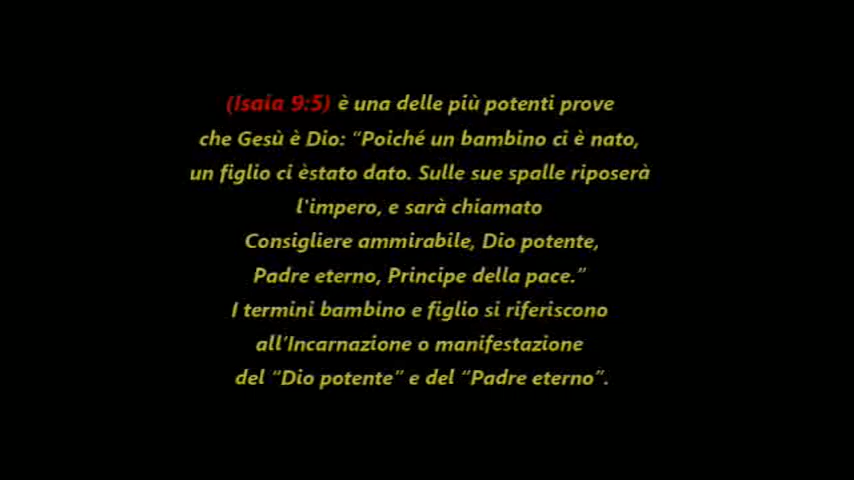 (Isaia 9:5) è una delle più potenti prove
che Gesù è Dio: “Poiché un bambino ci è nato,
un figlio ci èstato dato. Sulle sue spalle riposerà
l'impero, e sarà chiamato
Consigliere ammirabile, Dio potente,
Padre eterno, Principe della pace.”
I termini bambino e figlio si riferiscono
all’Incarnazione o manifestazione
del “Dio potente” e del “Padre eterno”.